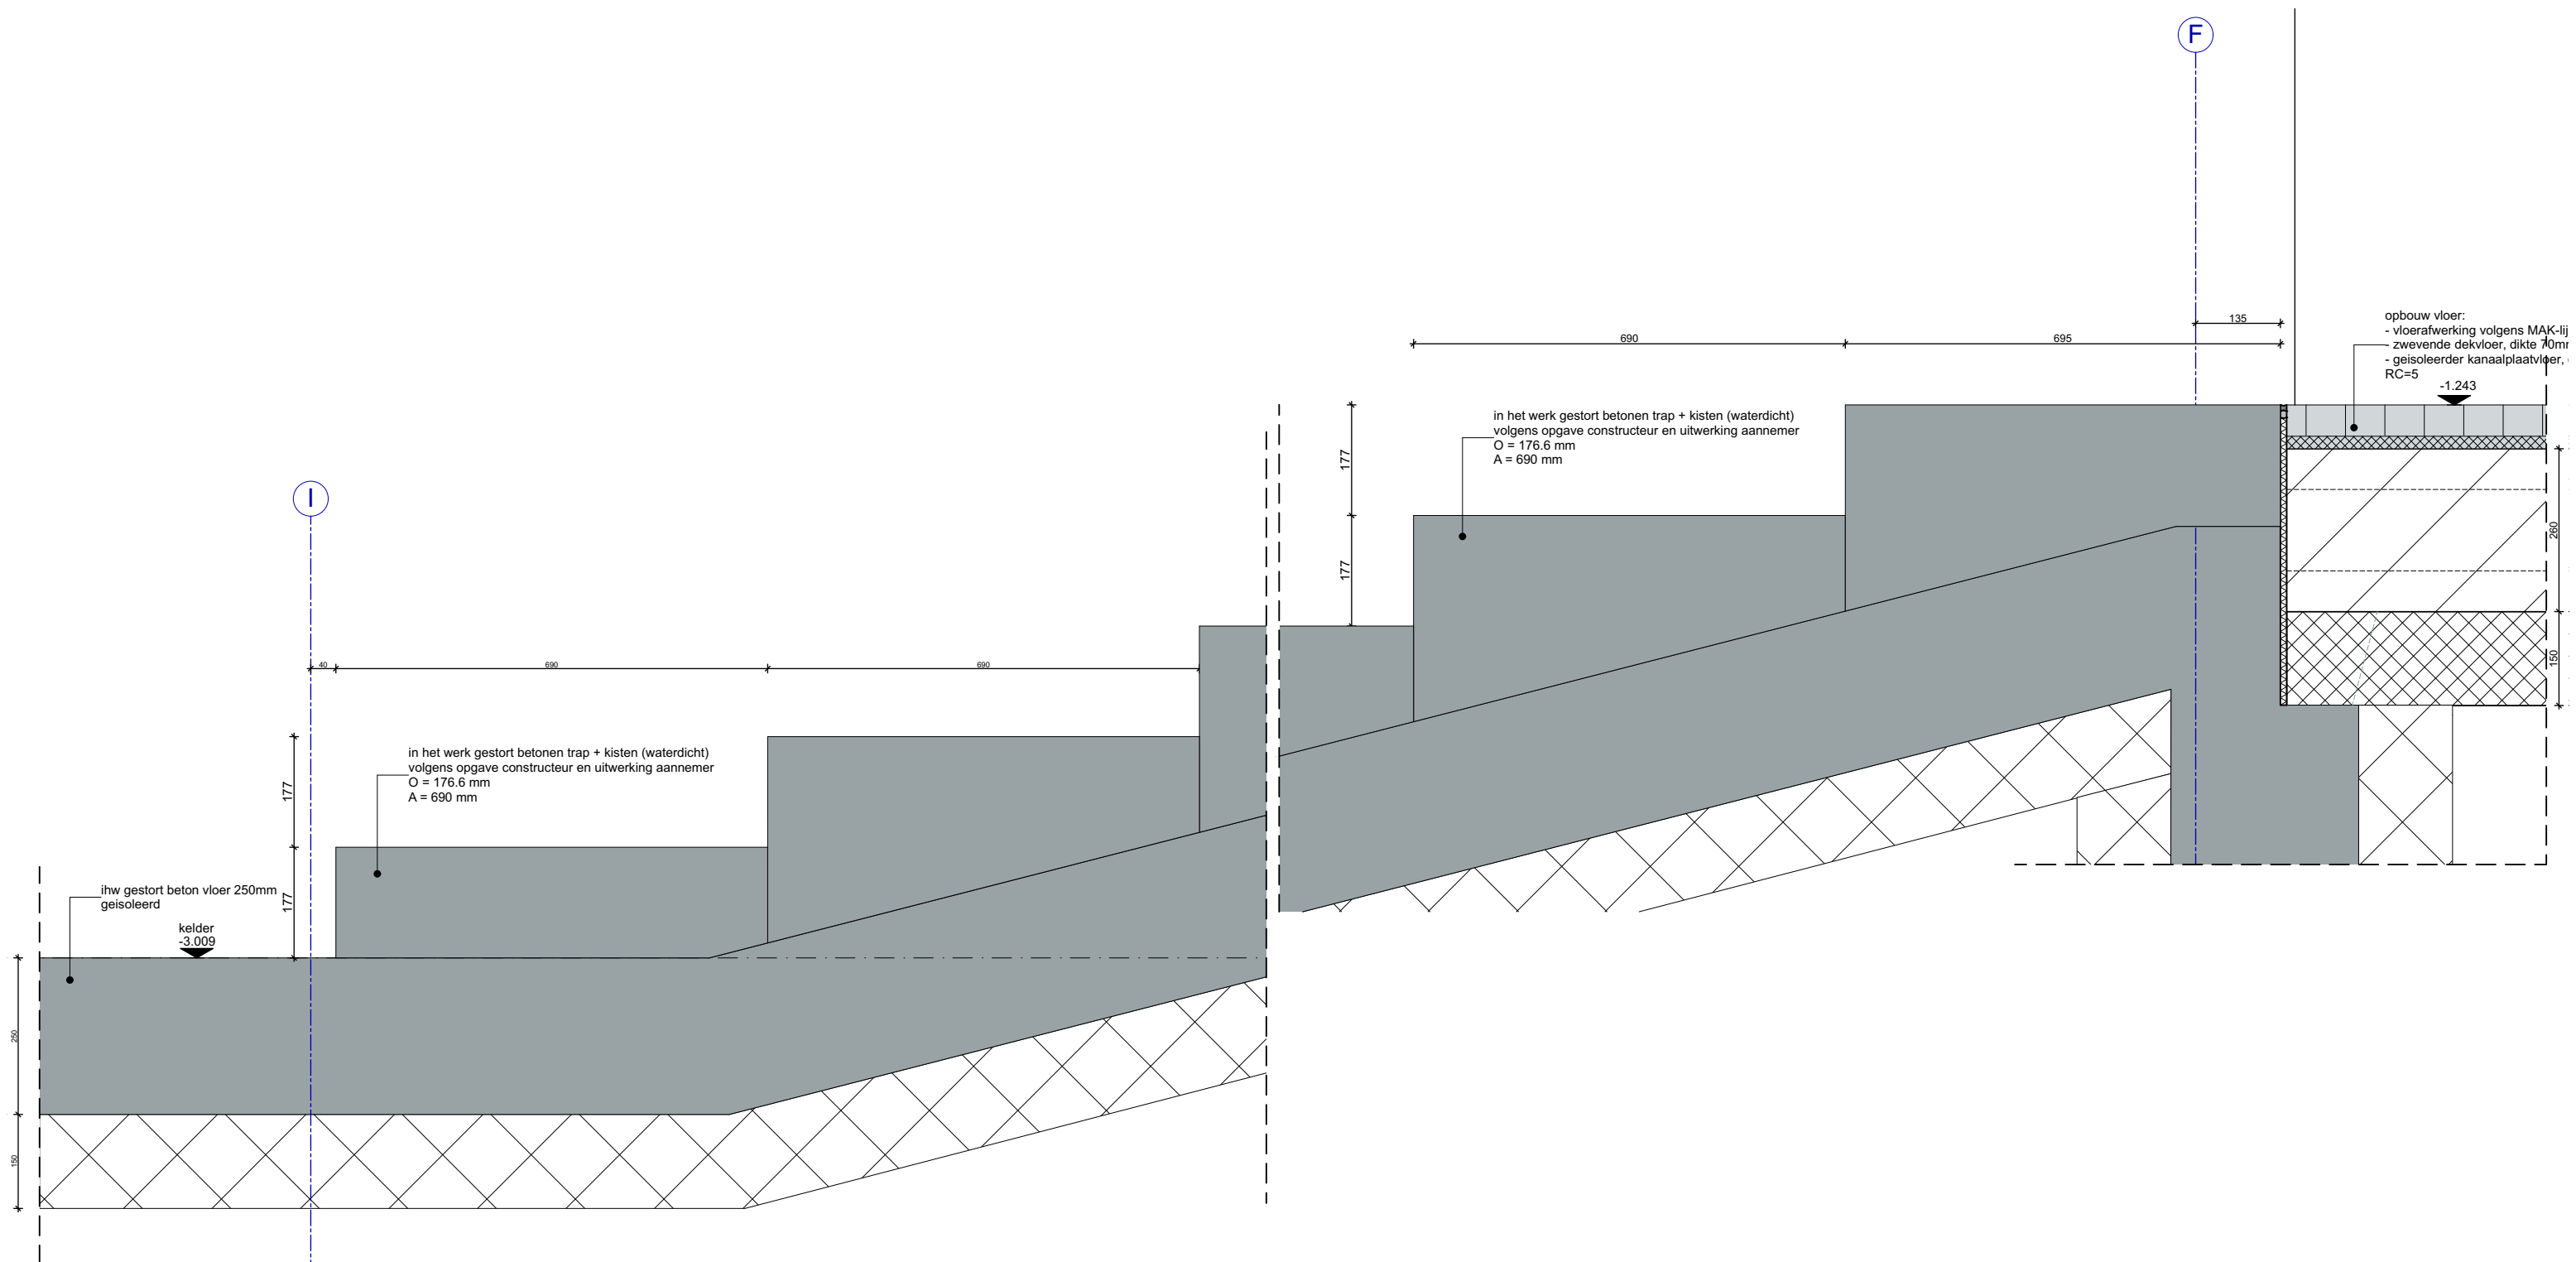 F
135
690
695
opbouw vloer:
- vloerafwerking volgens MAK-lij
- zwevende dekvloer, dikte 70m
- geisoleerder kanaalplaatvloer,
RC=5
-1.243
in het werk gestort betonen trap + kisten (waterdicht)
volgens opgave constructeur en uitwerking aannemer
O = 176.6 mm
A = 690 mm
177
177
260
150
I
40
690
690
in het werk gestort betonen trap + kisten (waterdicht)
volgens opgave constructeur en uitwerking aannemer
O = 176.6 mm
A = 690 mm
177
177
ihw gestort beton vloer 250mm
geisoleerd
kelder
-3.009
250
150